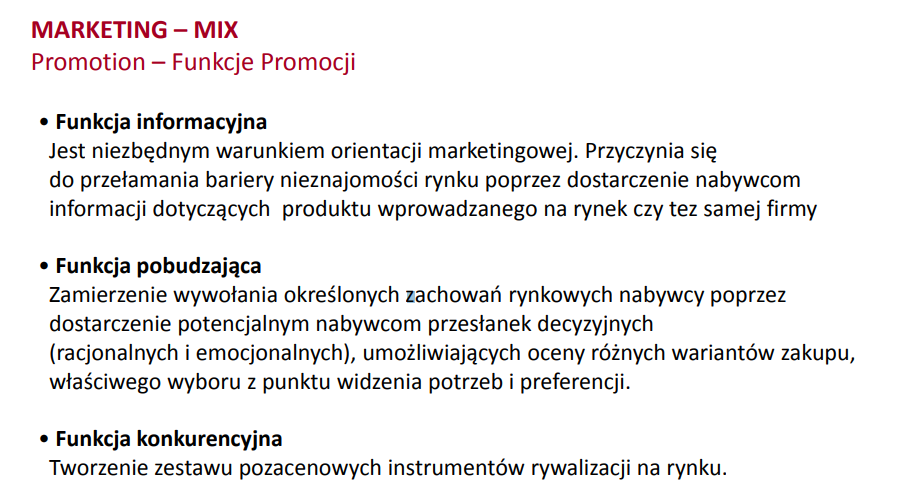 MARKETING – MIX
Promotion – Funkcje Promocji
• Funkcja informacyjna
Jest niezbędnym warunkiem orientacji marketingowej. Przyczynia się
do przełamania bariery nieznajomości rynku poprzez dostarczenie nabywcom
informacji dotyczących  produktu wprowadzanego na rynek czy tez samej firmy
• Funkcja pobudzająca
Zamierzenie wywołania określonych zachowań rynkowych nabywcy poprzez
dostarczenie potencjalnym nabywcom przesłanek decyzyjnych
(racjonalnych i emocjonalnych), umożliwiających oceny różnych wariantów zakupu,
właściwego wyboru z punktu widzenia potrzeb i preferencji.
• Funkcja konkurencyjna
Tworzenie zestawu pozacenowych instrumentów rywalizacji na rynku.